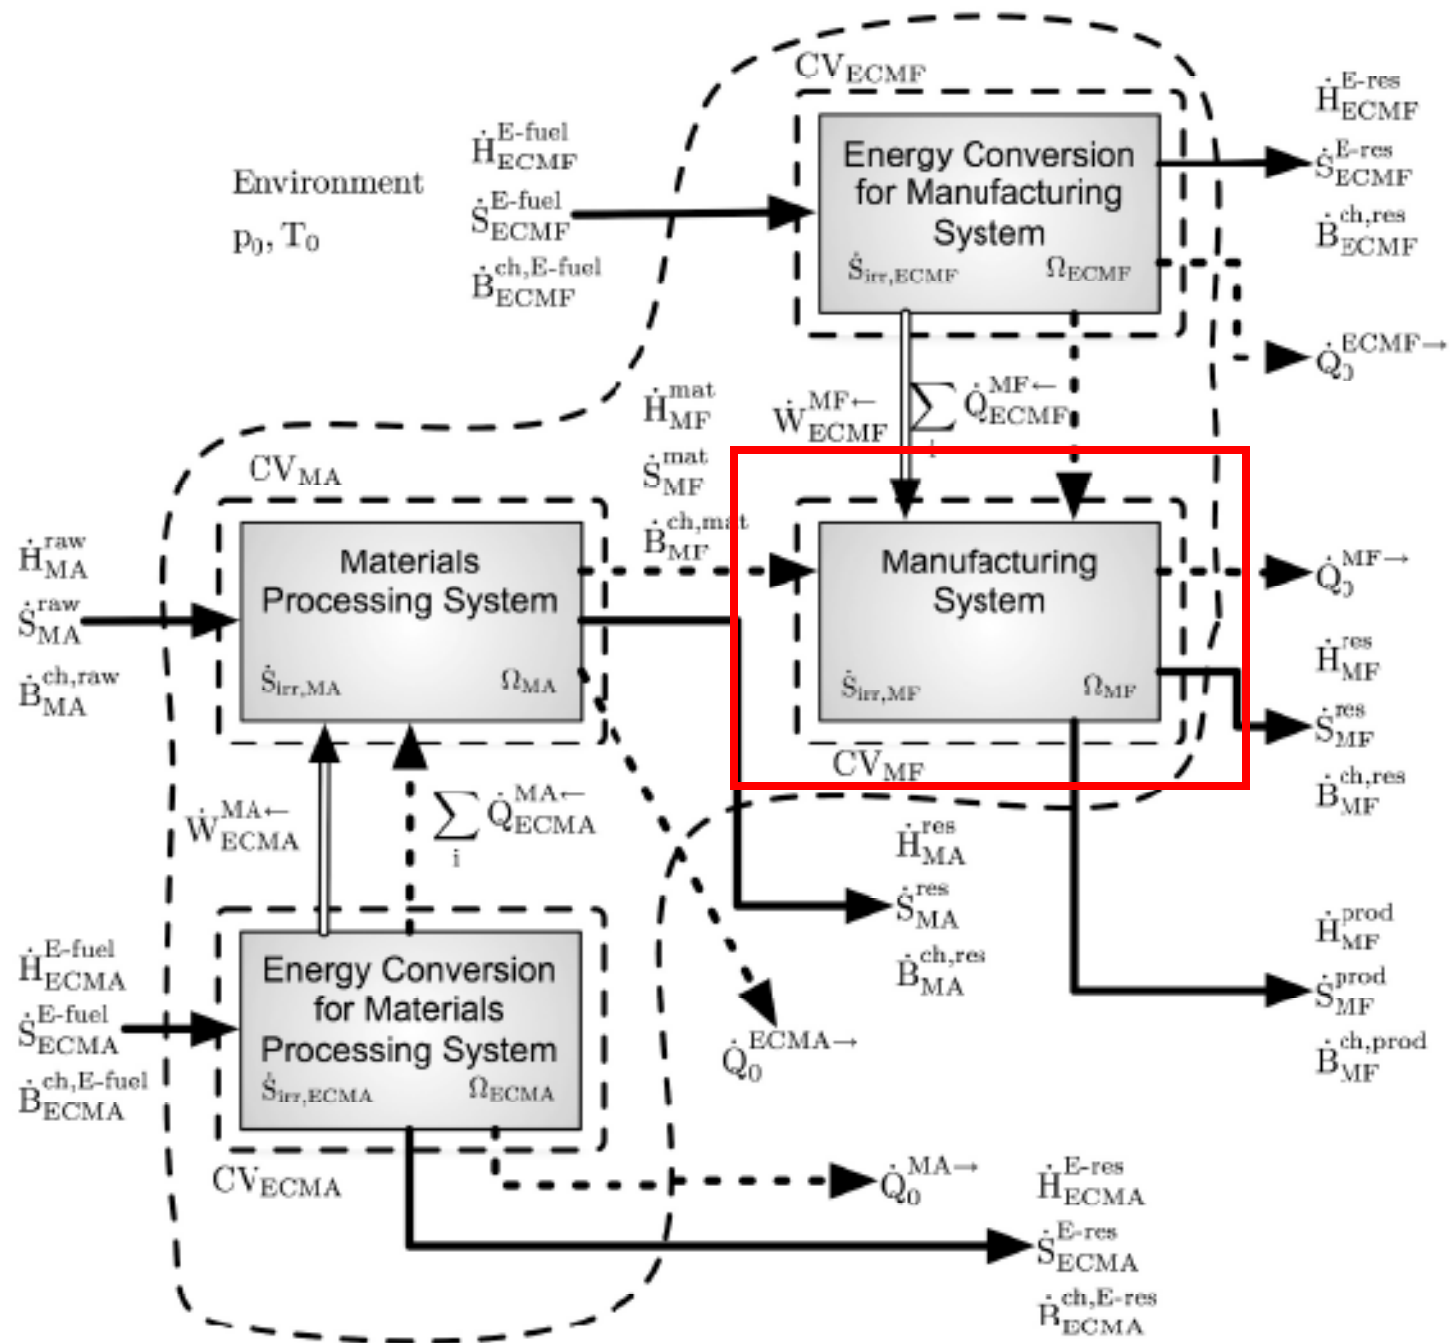 CV_ECMF
Energy Conversion
for Manufacturing
System
Ṡ_irr,ECMF Ω_ECMF
Ḣ_ECMF^E-fuel
Ṡ_ECMF^E-fuel
Ḃ_ECMF^ch,E-fuel
Environment
p₀, T₀
Ḣ_ECMF^E-res
Ṡ_ECMF^E-res
Ḃ_ECMF^ch,res
Q̇_0^ECMF→
Ẇ_ECMF^MF← ∑_i Q̇_ECMF^MF←
Ḣ_MF^mat
Ṡ_MF^mat
Ḃ_MF^ch,mat
CV_MA
Materials
Processing System
Ṡ_irr,MA Ω_MA
Ḣ_MA^raw
Ṡ_MA^raw
Ḃ_MA^ch,raw
Manufacturing
System
Ṡ_irr,MF Ω_MF
CV_MF
Q̇_0^MF→
Ḣ_MF^res
Ṡ_MF^res
Ḃ_MF^ch,res
Ẇ_ECMA^MA← ∑_i Q̇_ECMA^MA←
Ḣ_MA^res
Ṡ_MA^res
Ḃ_MA^ch,res
Ḣ_MF^prod
Ṡ_MF^prod
Ḃ_MF^ch,prod
Ḣ_ECMA^E-fuel
Ṡ_ECMA^E-fuel
Ḃ_ECMA^ch,E-fuel
Energy Conversion
for Materials
Processing System
Ṡ_irr,ECMA Ω_ECMA
CV_ECMA
Q̇_0^ECMA→
Q̇_0^MA→
Ḣ_ECMA^E-res
Ṡ_ECMA^E-res
Ḃ_ECMA^ch,E-res